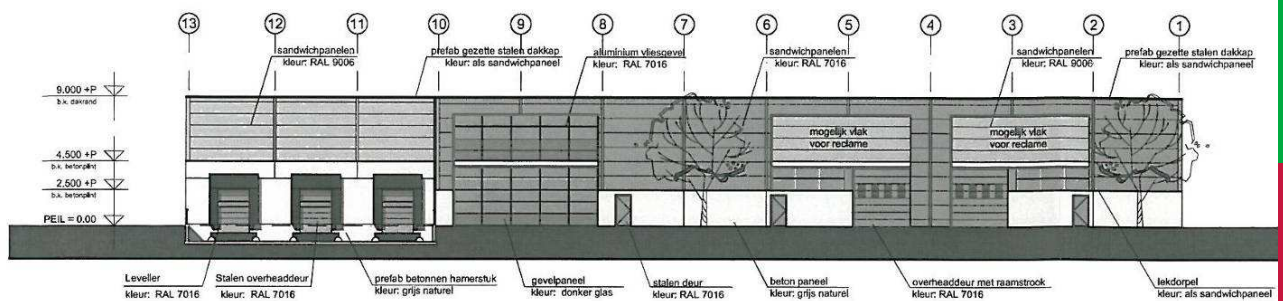 13 12 11 10 9 8 7 6 5 4 3 2 1
sandwichpanelen
kleur: RAL 9006
prefab gezette stalen dakkap
kleur: als sandwichpaneel
aluminium vliesgevel
kleur: RAL 7016
sandwichpanelen
kleur: RAL 7016
sandwichpanelen
kleur: RAL 9006
prefab gezette stalen dakkap
kleur: als sandwichpaneel
9.000 +P
b.k. dakrand
4.500 +P
b.k. betonplint
2.500 +P
b.k. betonplint
PEIL = 0.00
mogelijk vlak
voor reclame
mogelijk vlak
voor reclame
Leveller
kleur: RAL 7016
Stalen overheaddeur
kleur: RAL 7016
prefab betonnen hamerstuk
kleur: grijs naturel
gevelpaneel
kleur: donker glas
stalen deur
kleur: RAL 7016
beton paneel
kleur: grijs naturel
overheaddeur met raamstrook
kleur: RAL 7016
lekdorpel
kleur: als sandwichpaneel